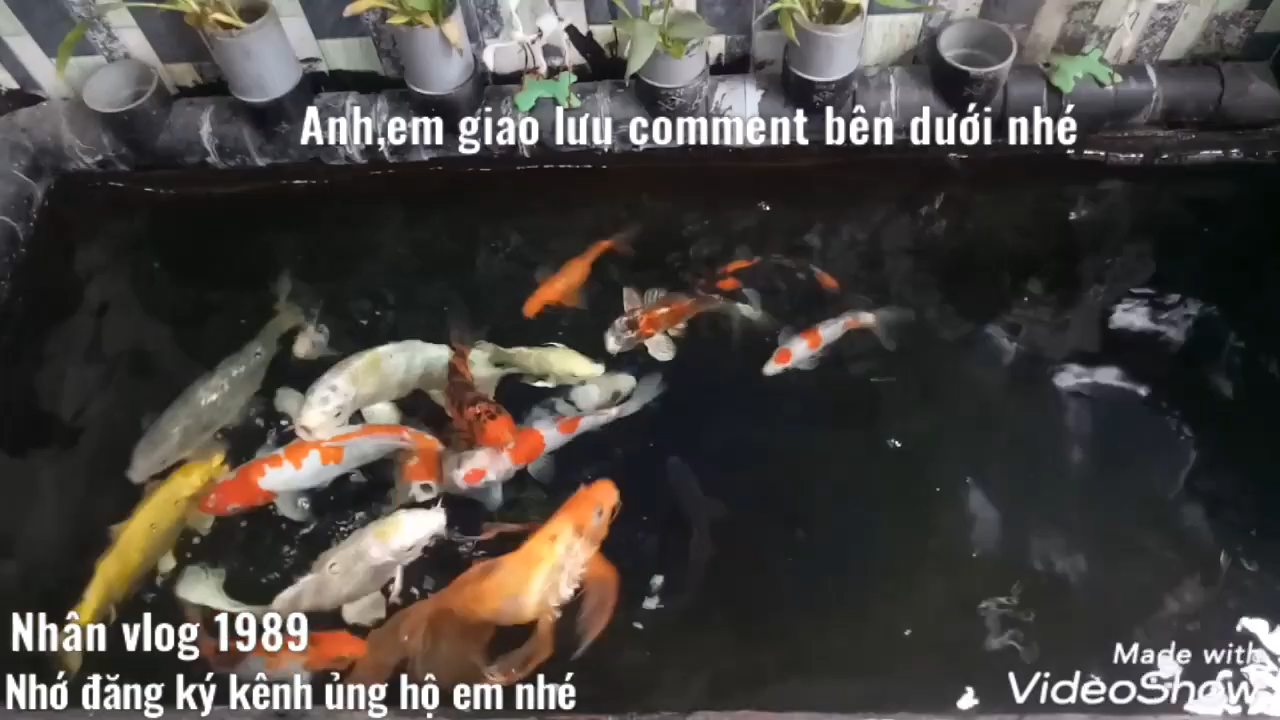 Anh,em giao lưu comment bên dưới nhé
Nhân vlog 1989
Nhớ đăng ký kênh ủng hộ em nhé
Made with
VideoShow